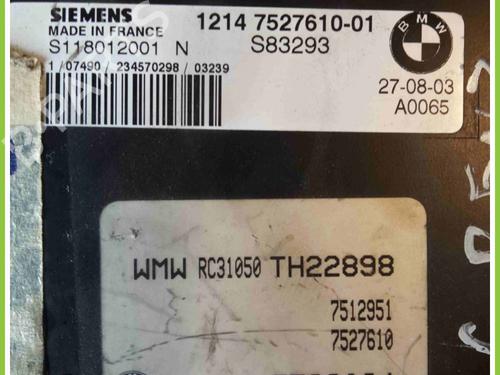 SIEMENS 1214 7527610-01
MADE IN FRANCE
S118012001 N S83293
1/07490/234570298/03239
BMW
27-08-03
A0065
WMW RC31050 TH22898
7512951
7527610